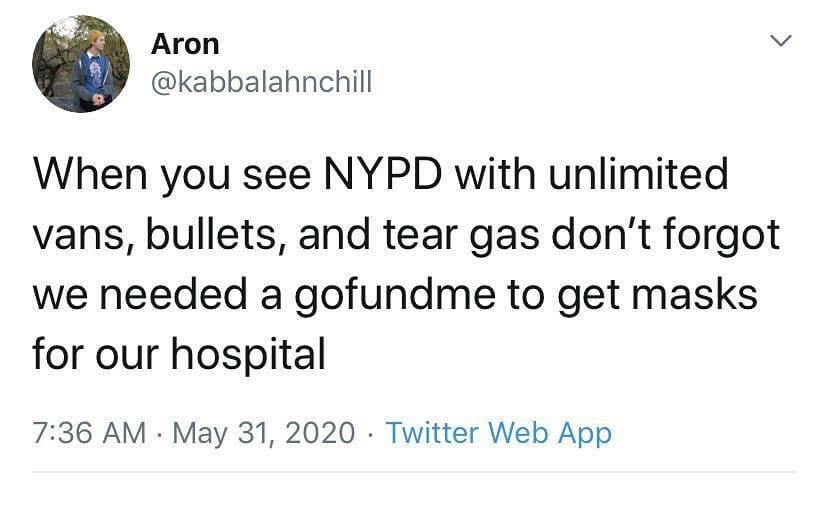 Aron
@kabbalahnchill
When you see NYPD with unlimited
vans, bullets, and tear gas don’t forgot
we needed a gofundme to get masks
for our hospital
7:36 AM · May 31, 2020 · Twitter Web App